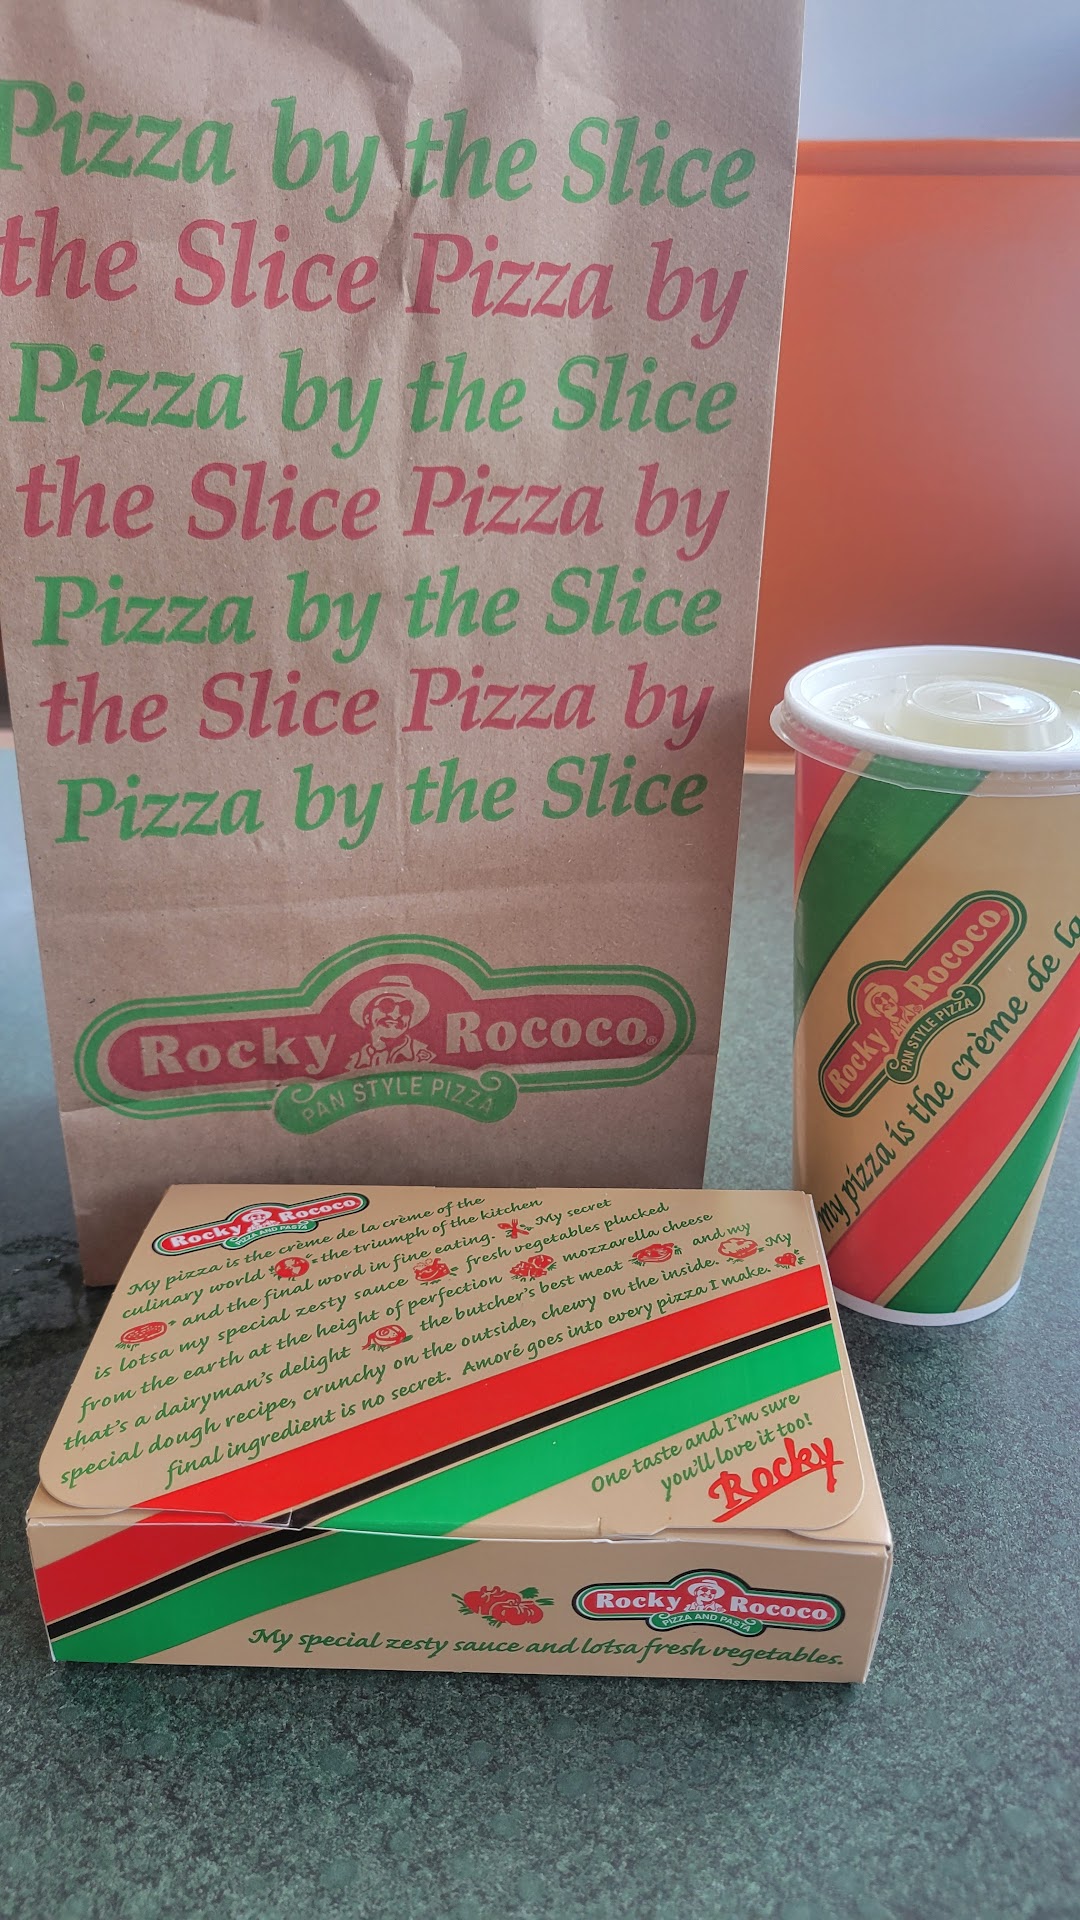 Pizza by the Slice
the Slice Pizza by
Pizza by the Slice
the Slice Pizza by
Pizza by the Slice
the Slice Pizza by
Pizza by the Slice
Rocky Rococo®
PAN STYLE PIZZA
Rocky Rococo®
PAN STYLE PIZZA
my pizza is the crème de la
Rocky Rococo
PIZZA AND PASTA
My pizza is the crème de la crème of the
culinary world the triumph of the kitchen
and the final word in fine eating. My secret
is lotsa my special zesty sauce fresh vegetables plucked
from the earth at the height of perfection mozzarella cheese
that's a dairyman's delight the butcher's best meat and my
special dough recipe, crunchy on the outside, chewy on the inside. My
final ingredient is no secret. Amoré goes into every pizza I make.
One taste and I'm sure
you'll love it too!
Rocky
Rocky Rococo
PIZZA AND PASTA
My special zesty sauce and lotsa fresh vegetables.